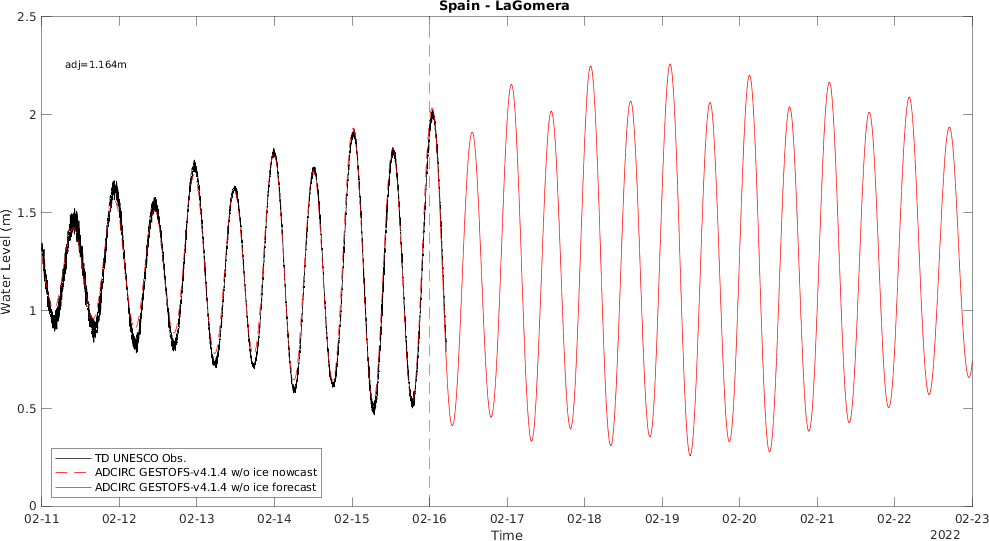 Spain - LaGomera
2.5
adj=1.164m
2
1.5
Water Level (m)
1
0.5
TD UNESCO Obs.
ADCIRC GESTOFS-v4.1.4 w/o ice nowcast
ADCIRC GESTOFS-v4.1.4 w/o ice forecast
0
02-11 02-12 02-13 02-14 02-15 02-16 02-17 02-18 02-19 02-20 02-21 02-22 02-23
Time
2022